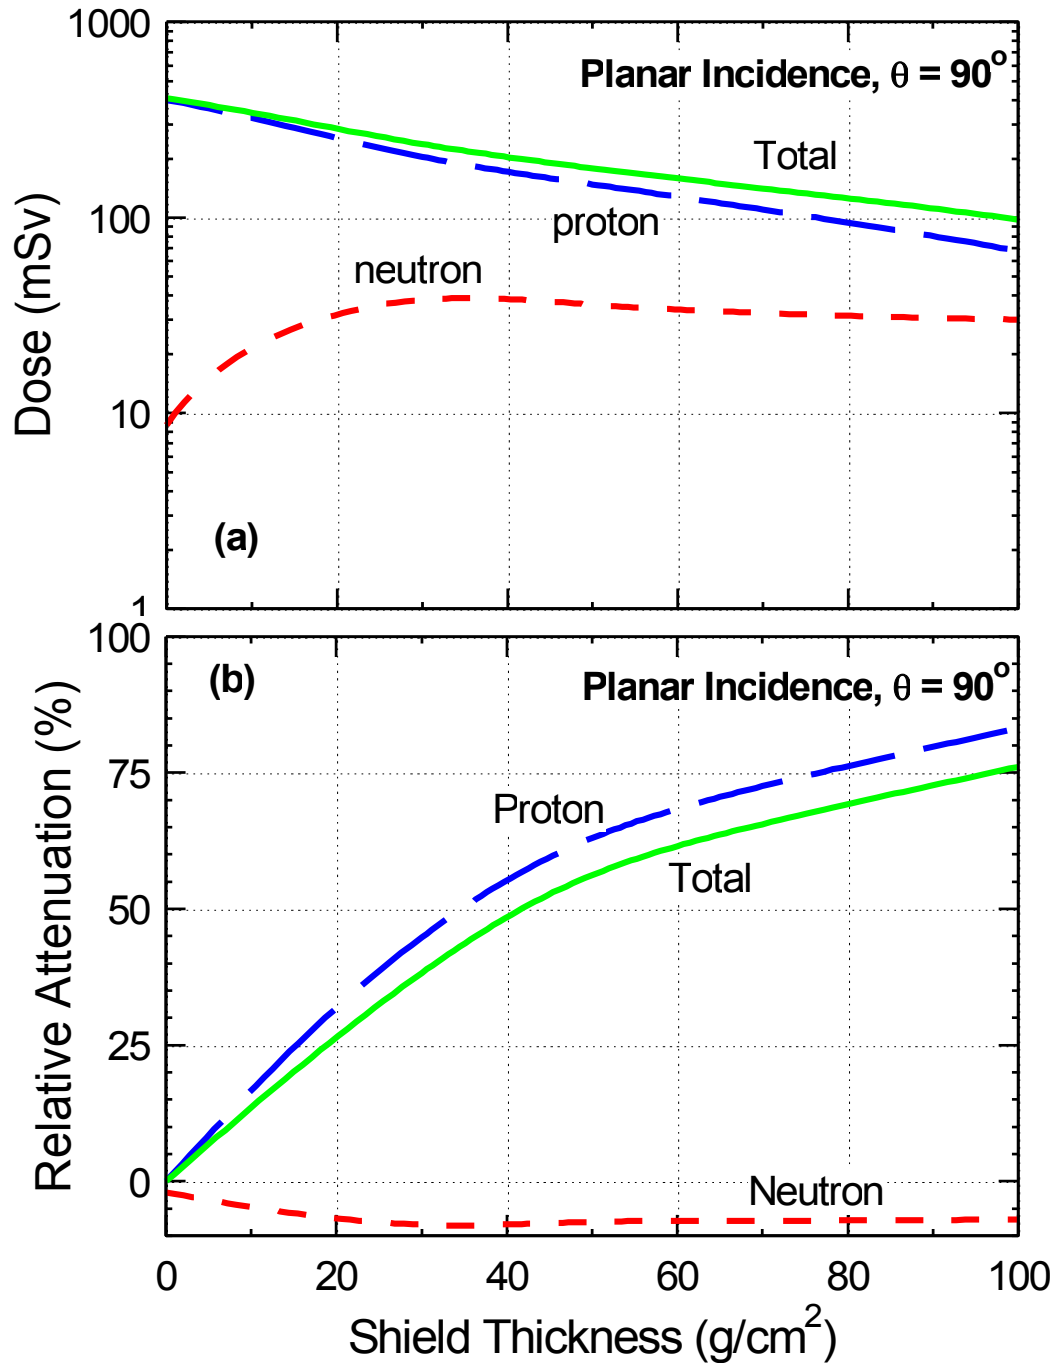 1000
Planar Incidence, θ = 90°
Total
proton
100
neutron
Dose (mSv)
10
(a)
1
100
(b)
Planar Incidence, θ = 90°
75
Proton
Total
50
Relative Attenuation (%)
25
0
Neutron
0 20 40 60 80 100
Shield Thickness (g/cm²)